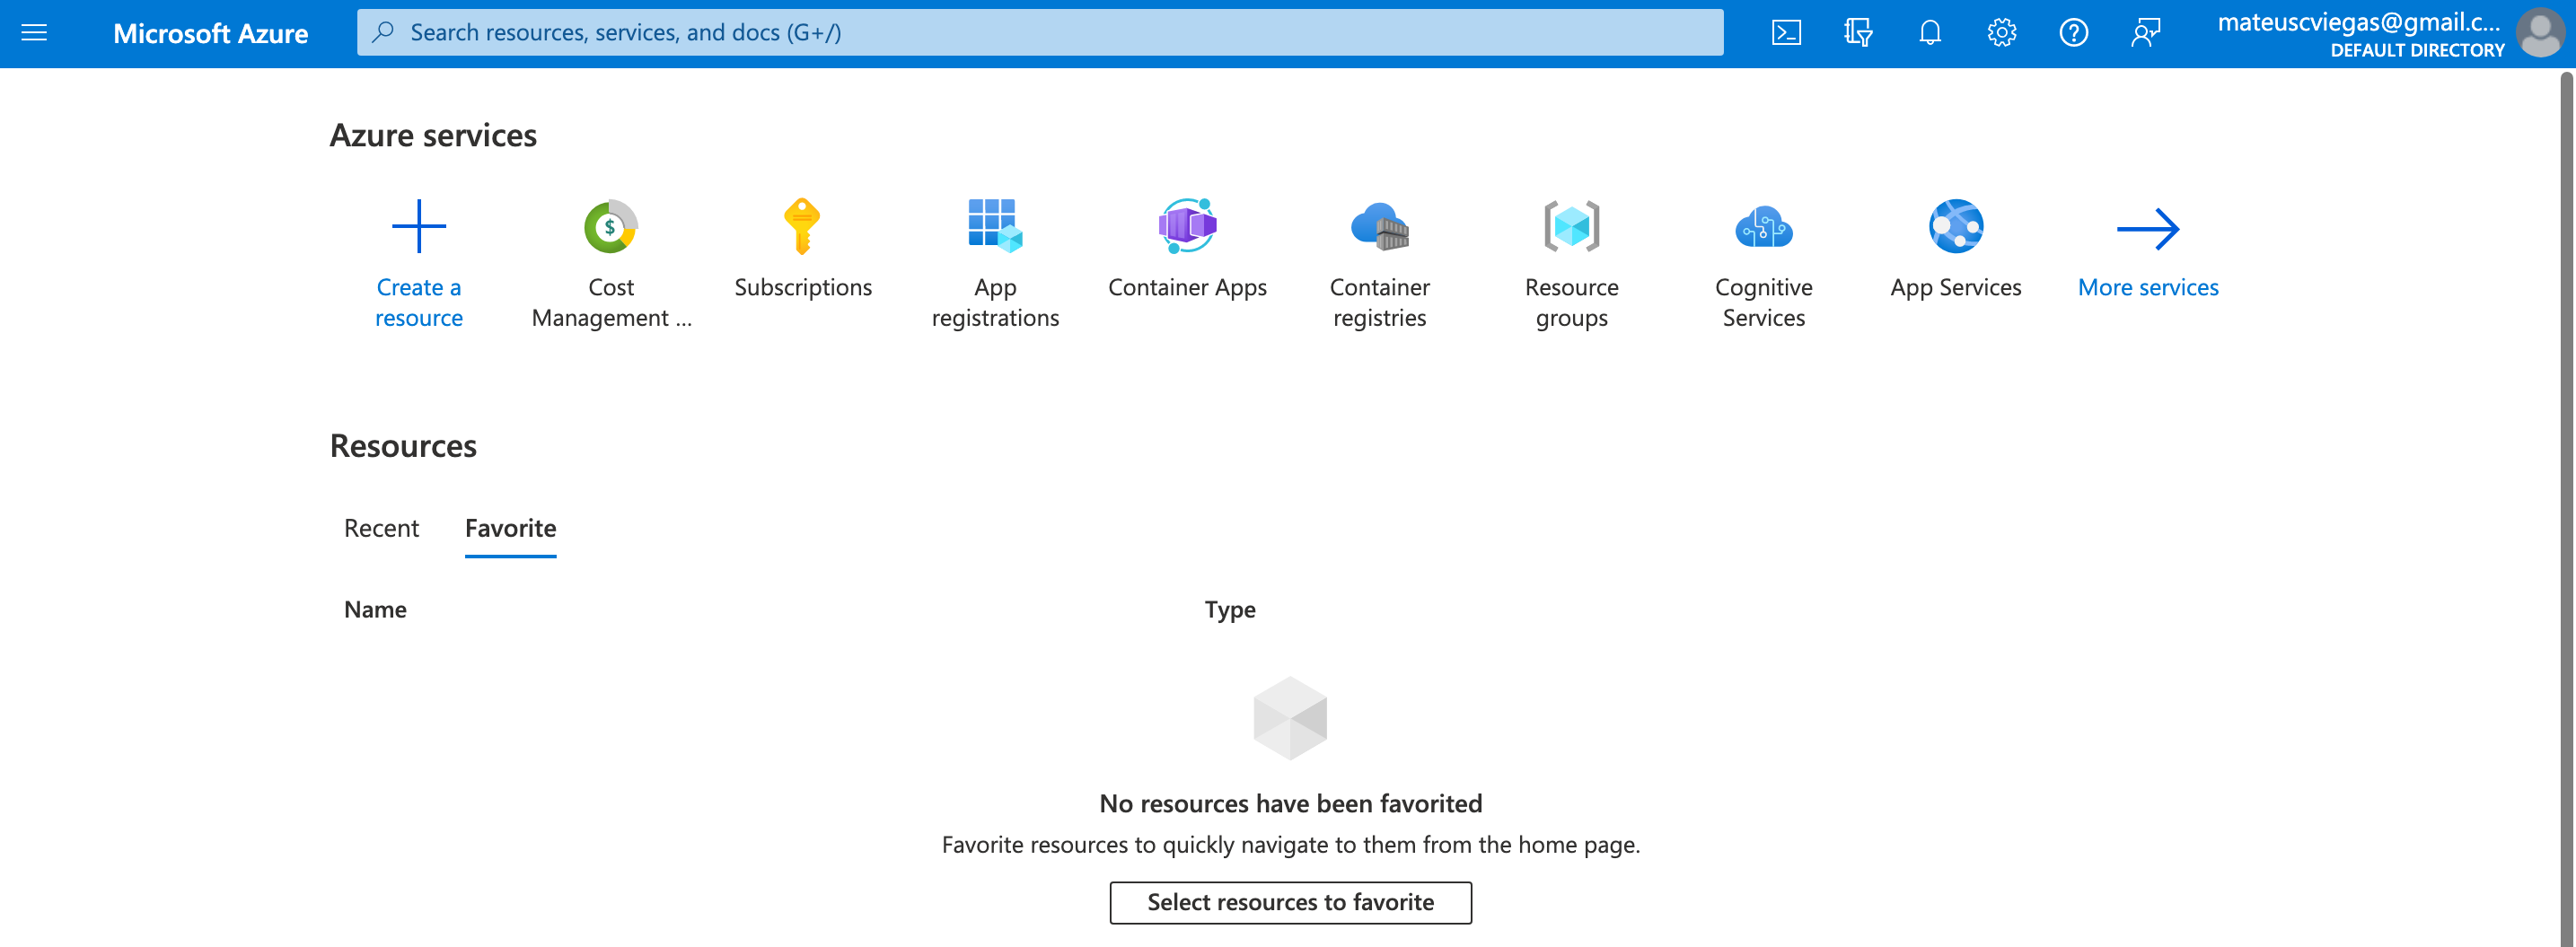 Microsoft Azure
Search resources, services, and docs (G+/)
mateuscviegas@gmail.c...
DEFAULT DIRECTORY
Azure services
Create a
resource
Cost
Management ...
Subscriptions
App
registrations
Container Apps
Container
registries
Resource
groups
Cognitive
Services
App Services
More services
Resources
Recent
Favorite
Name
Type
No resources have been favorited
Favorite resources to quickly navigate to them from the home page.
Select resources to favorite